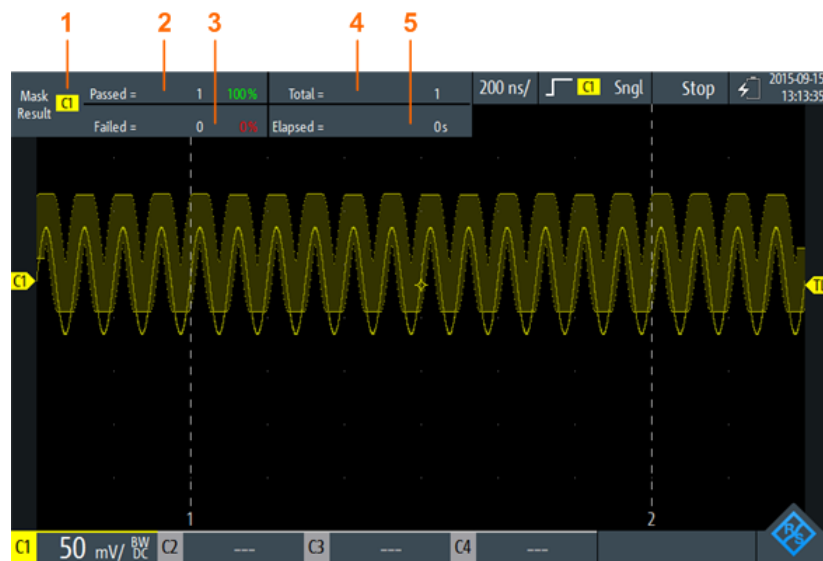 1 2 3 4 5
Mask Result C1 Passed = 1 100% Total = 1 200 ns/ C1 Sngl Stop 2015-09-15
Failed = 0 0% Elapsed = 0s 13:13:35
C1 TL
1 2
C1 50 mV/ BW DC C2 --- C3 --- C4 ---
R&S